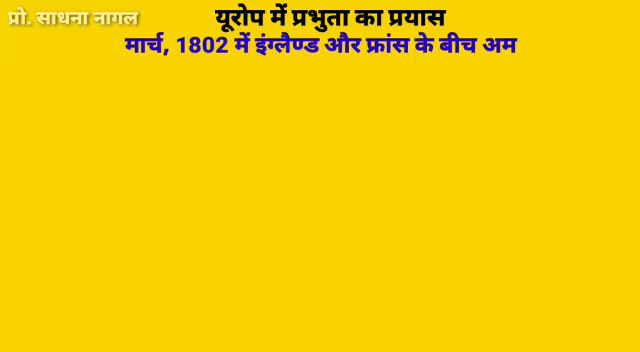 प्रो. साधना नागल
यूरोप में प्रभुता का प्रयास
मार्च, 1802 में इंग्लैण्ड और फ्रांस के बीच अम